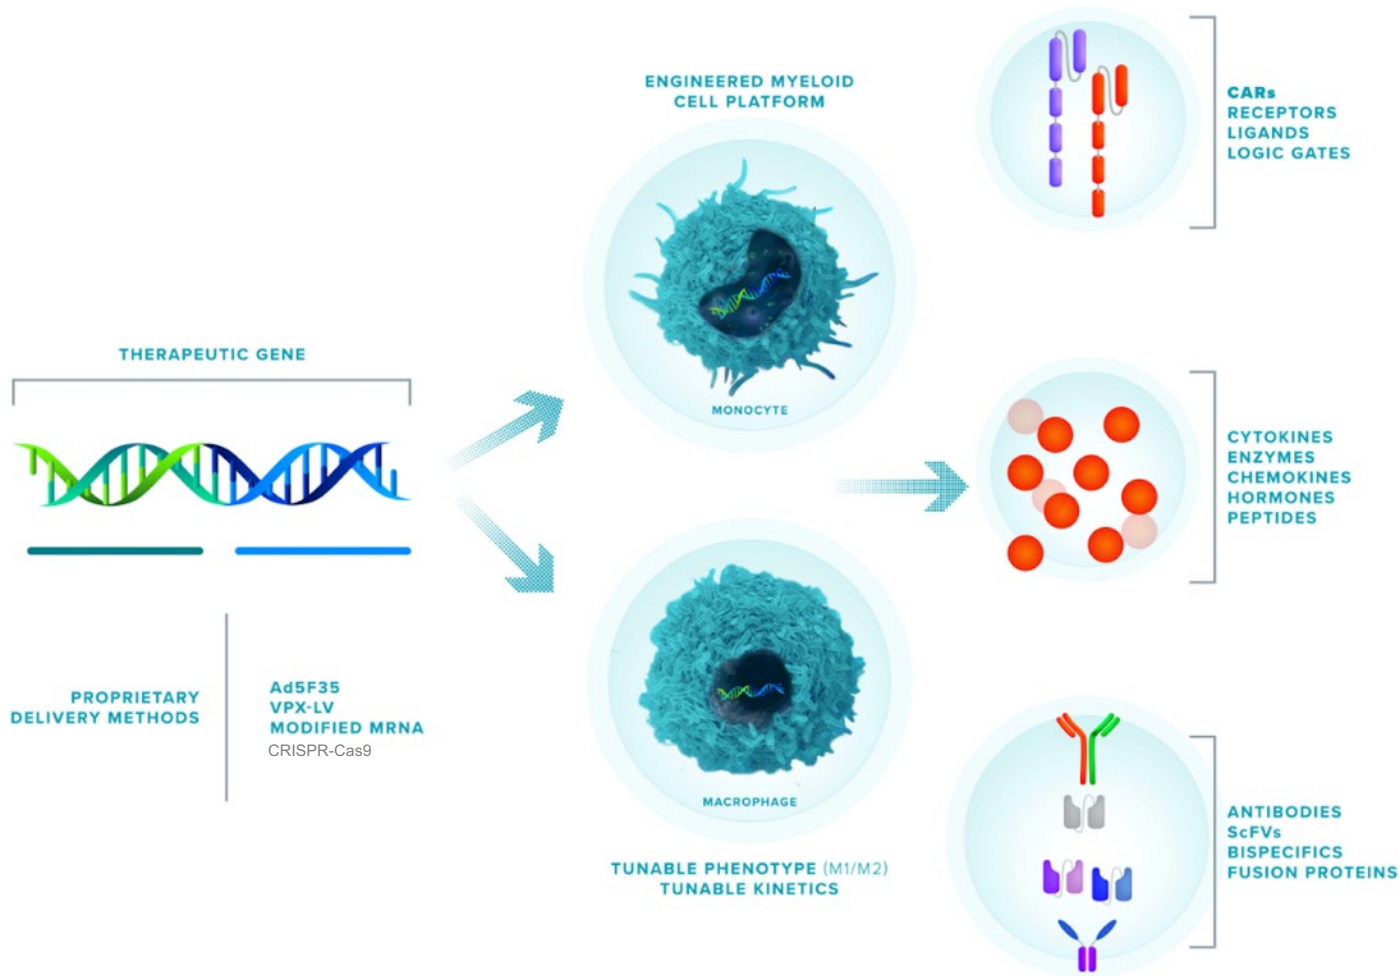 THERAPEUTIC GENE
PROPRIETARY
DELIVERY METHODS
Ad5F35
VPX-LV
MODIFIED MRNA
CRISPR-Cas9
ENGINEERED MYELOID
CELL PLATFORM
MONOCYTE
MACROPHAGE
TUNABLE PHENOTYPE (M1/M2)
TUNABLE KINETICS
CARs
RECEPTORS
LIGANDS
LOGIC GATES
CYTOKINES
ENZYMES
CHEMOKINES
HORMONES
PEPTIDES
ANTIBODIES
ScFVs
BISPECIFICS
FUSION PROTEINS